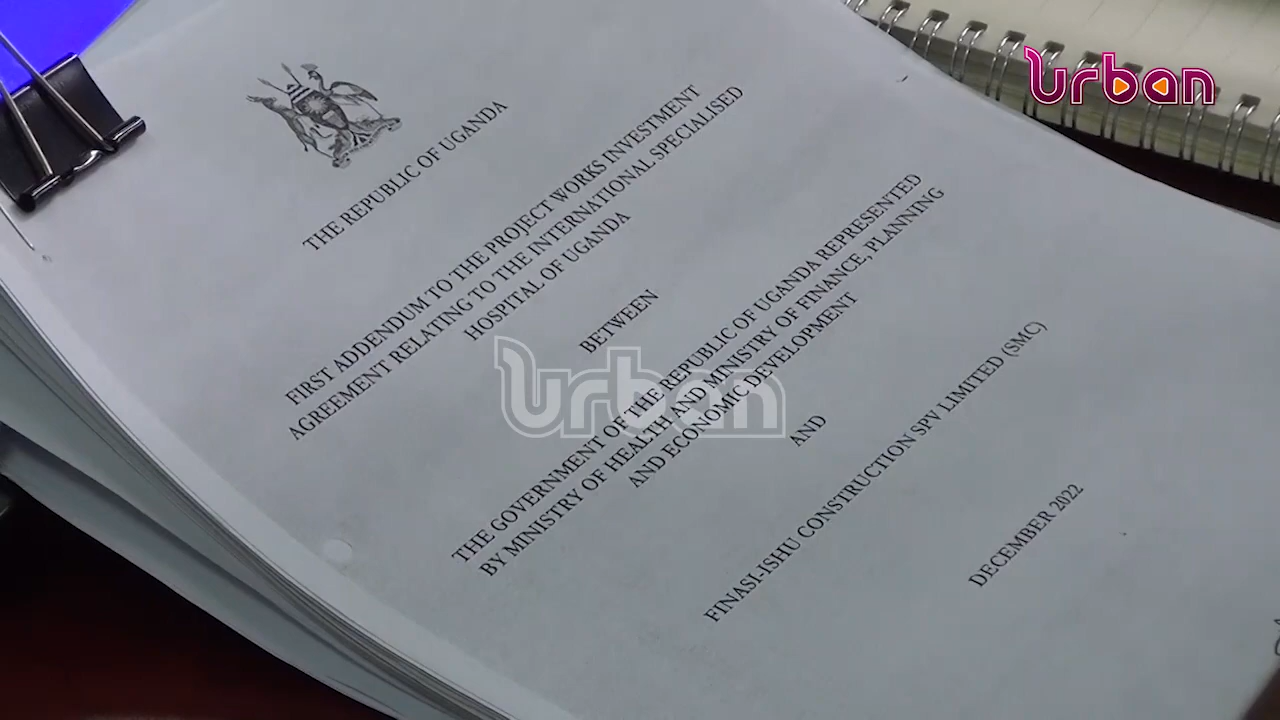 urban
THE REPUBLIC OF UGANDA
FIRST ADDENDUM TO THE PROJECT WORKS INVESTMENT
AGREEMENT RELATING TO THE INTERNATIONAL SPECIALISED
HOSPITAL OF UGANDA
BETWEEN
urban
THE GOVERNMENT OF THE REPUBLIC OF UGANDA REPRESENTED
BY MINISTRY OF HEALTH AND MINISTRY OF FINANCE, PLANNING
AND ECONOMIC DEVELOPMENT
AND
FINASI-ISHU CONSTRUCTION SPV LIMITED (SMC)
DECEMBER 2022